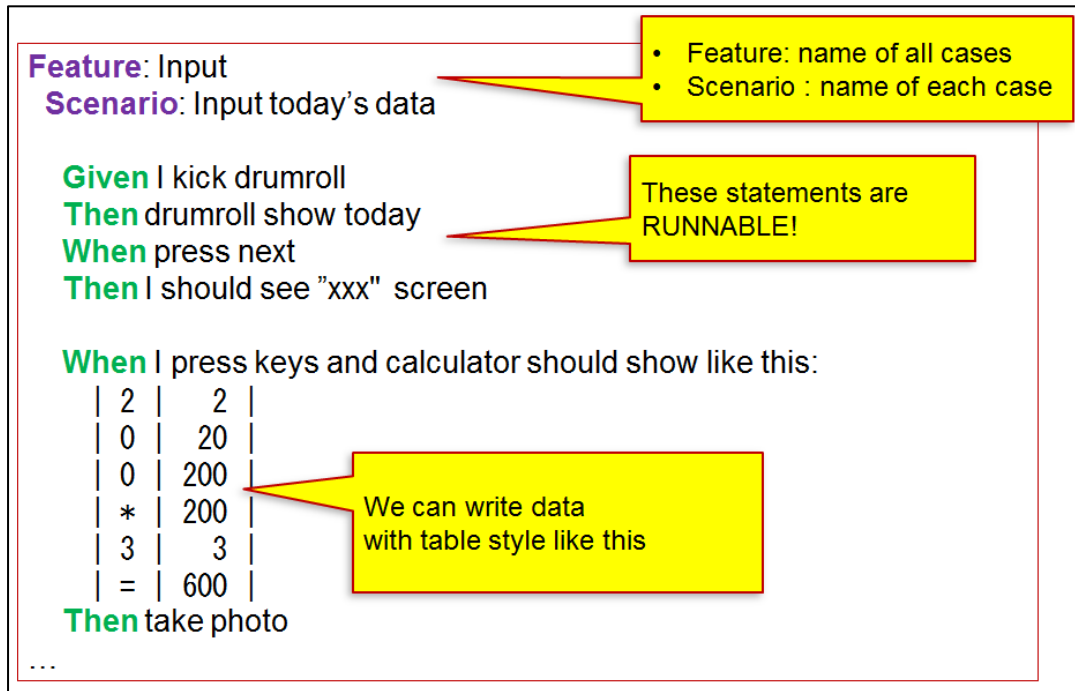 Feature: Input
Scenario: Input today’s data
• Feature: name of all cases
• Scenario : name of each case
Given I kick drumroll
Then drumroll show today
When press next
Then I should see ”xxx" screen
These statements are
RUNNABLE!
When I press keys and calculator should show like this:
| 2 | 2 |
| 0 | 20 |
| 0 | 200 |
| * | 200 |
| 3 | 3 |
| = | 600 |
We can write data
with table style like this
Then take photo
…